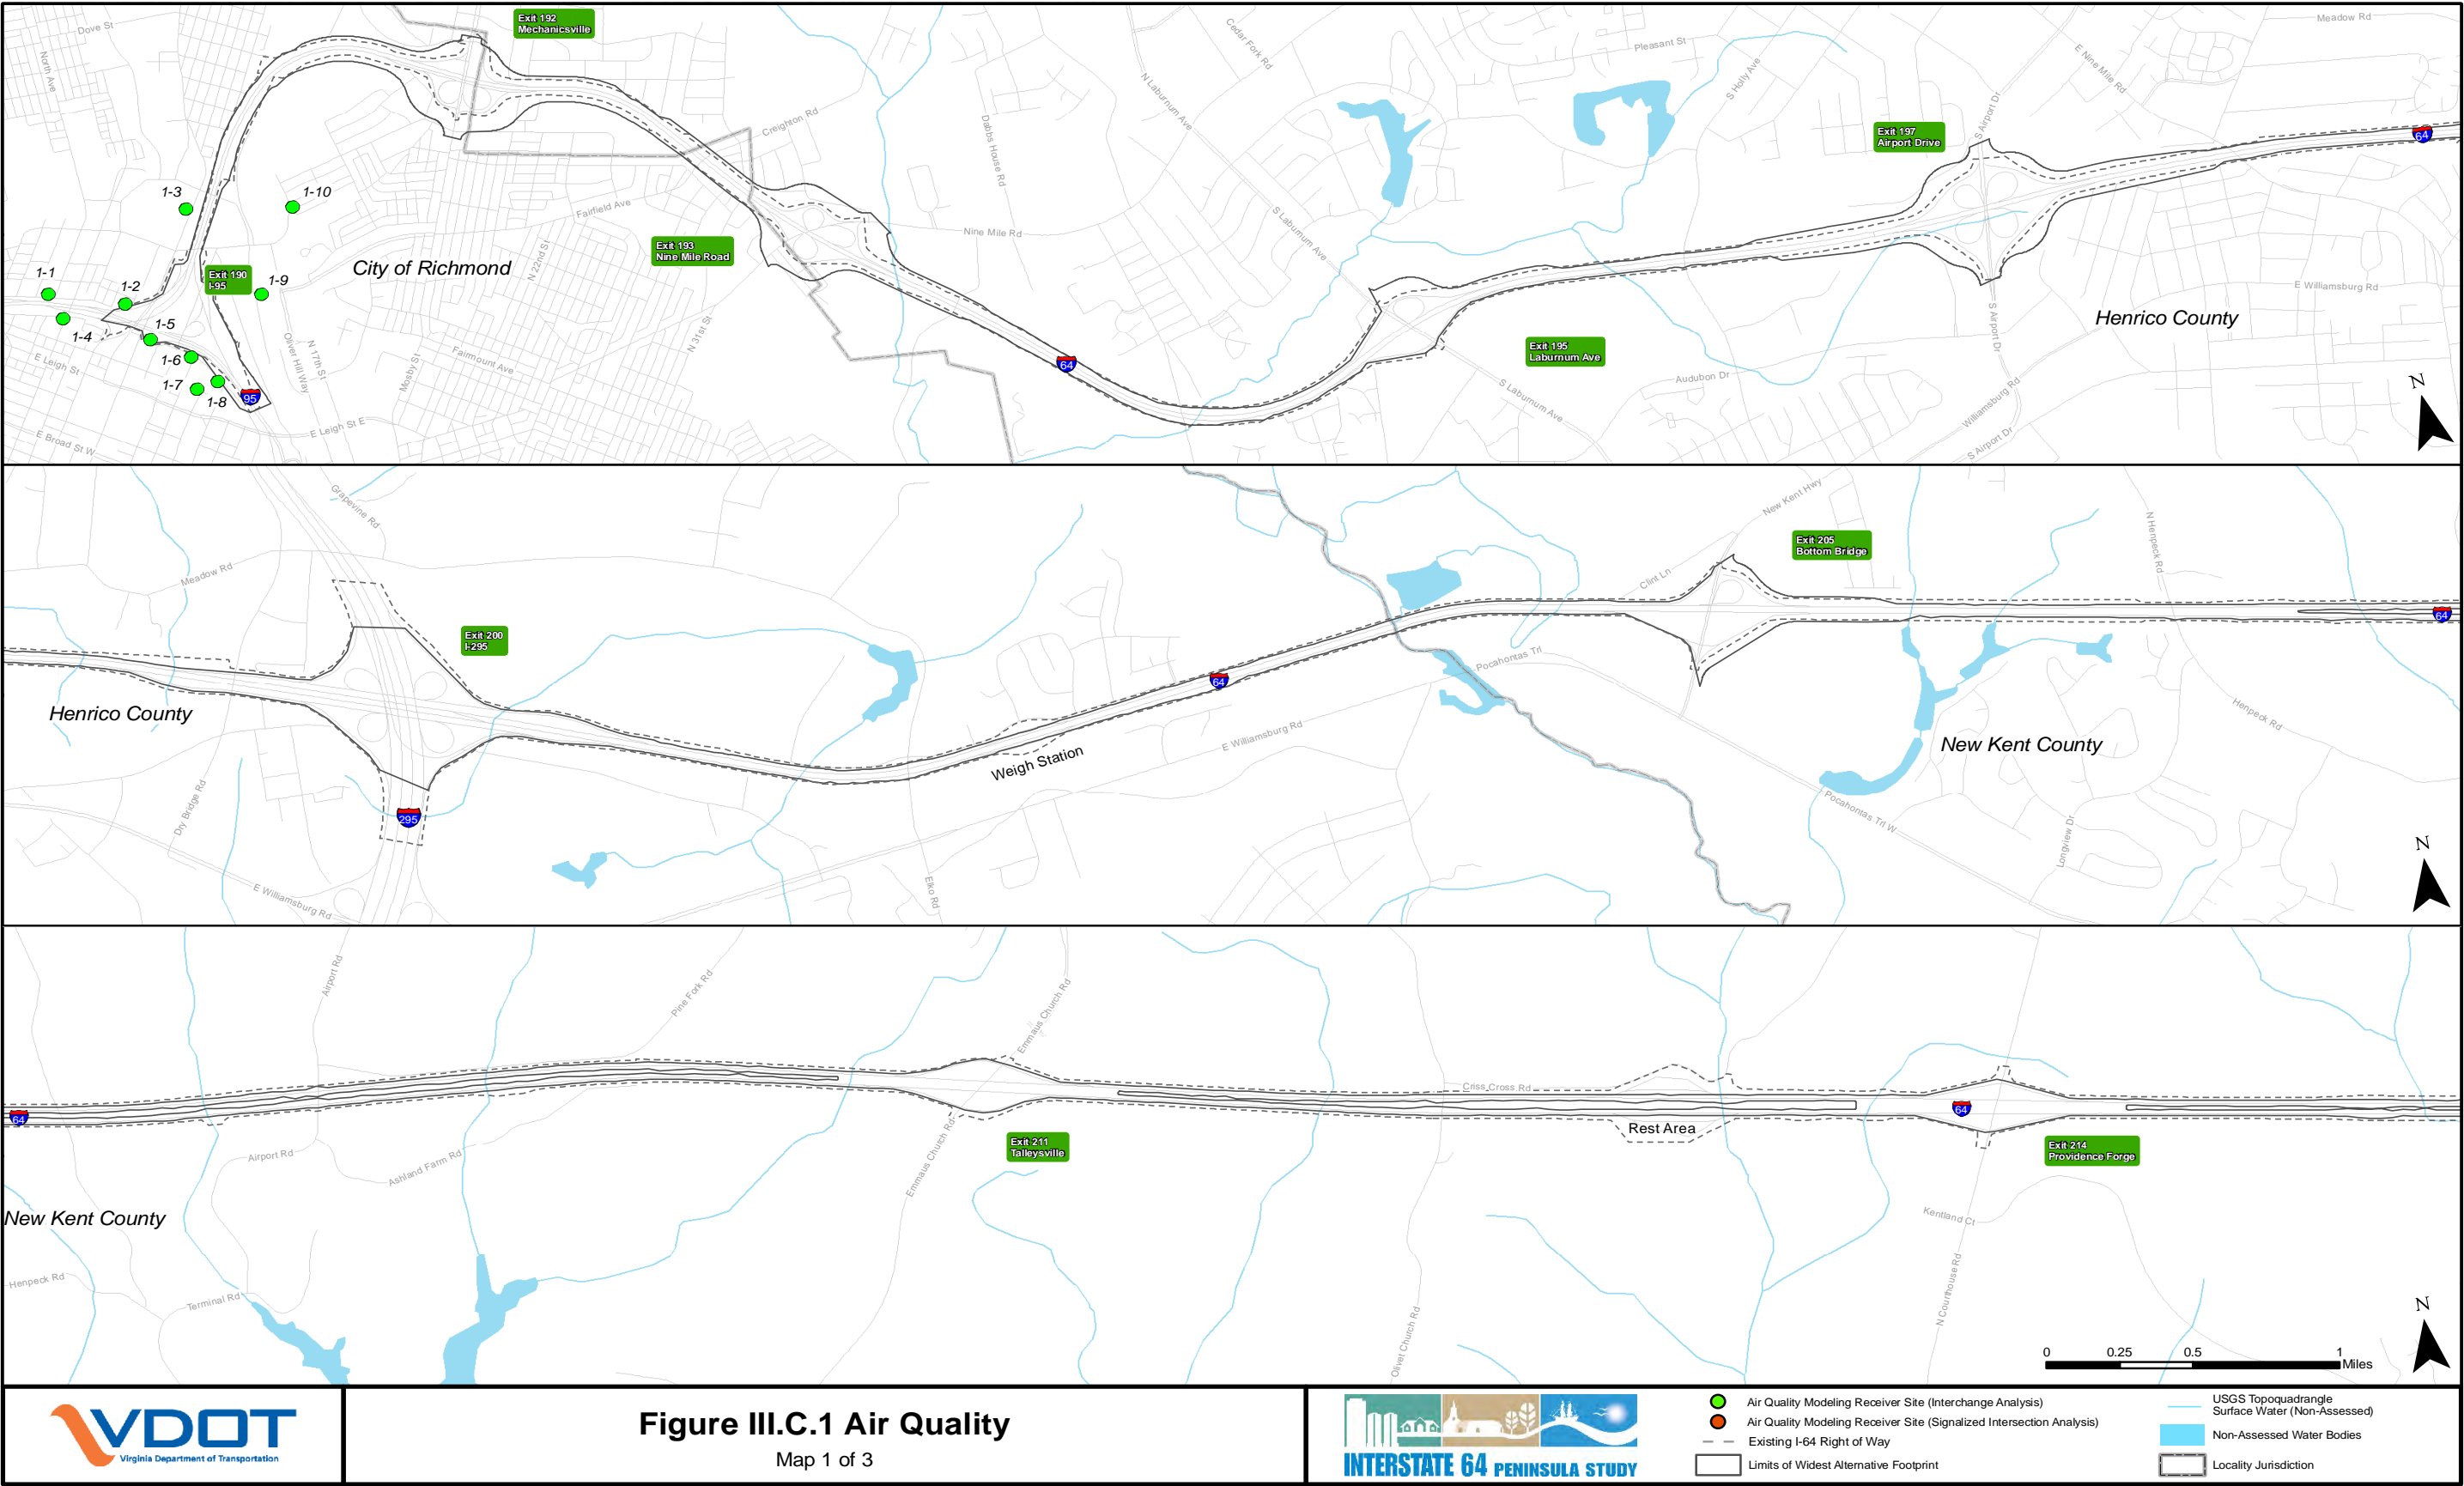 Exit 192
Mechanicsville
Dove St
North Ave
Cedar Fork Rd
Pleasant St
Meadow Rd
E Nine Mile Rd
N Laburnum Ave
S Holly Ave
S Airport Dr
Creighton Rd
Dabbs House Rd
Exit 197
Airport Drive
64
1-3
1-10
Fairfield Ave
N 22nd St
Nine Mile Rd
S Laburnum Ave
Exit 193
Nine Mile Road
City of Richmond
1-1
Exit 190
I-95
1-9
1-2
E Williamsburg Rd
Henrico County
1-4
1-5
1-6
1-7
1-8
95
E Leigh St
Oliver Hill Way
N 17th St
Mosby St
Fairmount Ave
N 31st St
64
Exit 195
Laburnum Ave
Audubon Dr
S Laburnum Ave
S Airport Dr
Williamsburg Rd
S Airport Dr
E Leigh St E
E Broad St W
N
Grapevine Rd
Meadow Rd
New Kent Hwy
Exit 205
Bottom Bridge
N Henpeck Rd
Clint Ln
64
Exit 200
I-295
Henrico County
64
Pocahontas Trl
E Williamsburg Rd
Weigh Station
New Kent County
Henpeck Rd
Dry Bridge Rd
295
Pocahontas Trl W
Longview Dr
E Williamsburg Rd
Elko Rd
N
Airport Rd
Pine Fork Rd
Emmaus Church Rd
Criss Cross Rd
64
64
Rest Area
Exit 211
Talleysville
Exit 214
Providence Forge
Airport Rd
Ashland Farm Rd
Emmaus Church Rd
New Kent County
Kentland Ct
Henpeck Rd
Terminal Rd
Olivet Church Rd
N Courthouse Rd
N
0 0.25 0.5 1
Miles
VDOT
Virginia Department of Transportation
Figure III.C.1 Air Quality
Map 1 of 3
INTERSTATE 64 PENINSULA STUDY
Air Quality Modeling Receiver Site (Interchange Analysis)
Air Quality Modeling Receiver Site (Signalized Intersection Analysis)
Existing I-64 Right of Way
Limits of Widest Alternative Footprint
USGS Topoquadrangle
Surface Water (Non-Assessed)
Non-Assessed Water Bodies
Locality Jurisdiction